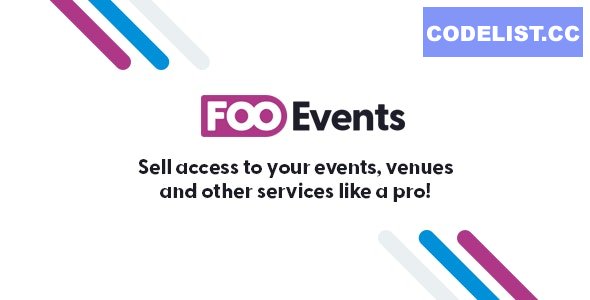 CODELIST.CC
FOO Events
Sell access to your events, venues
and other services like a pro!